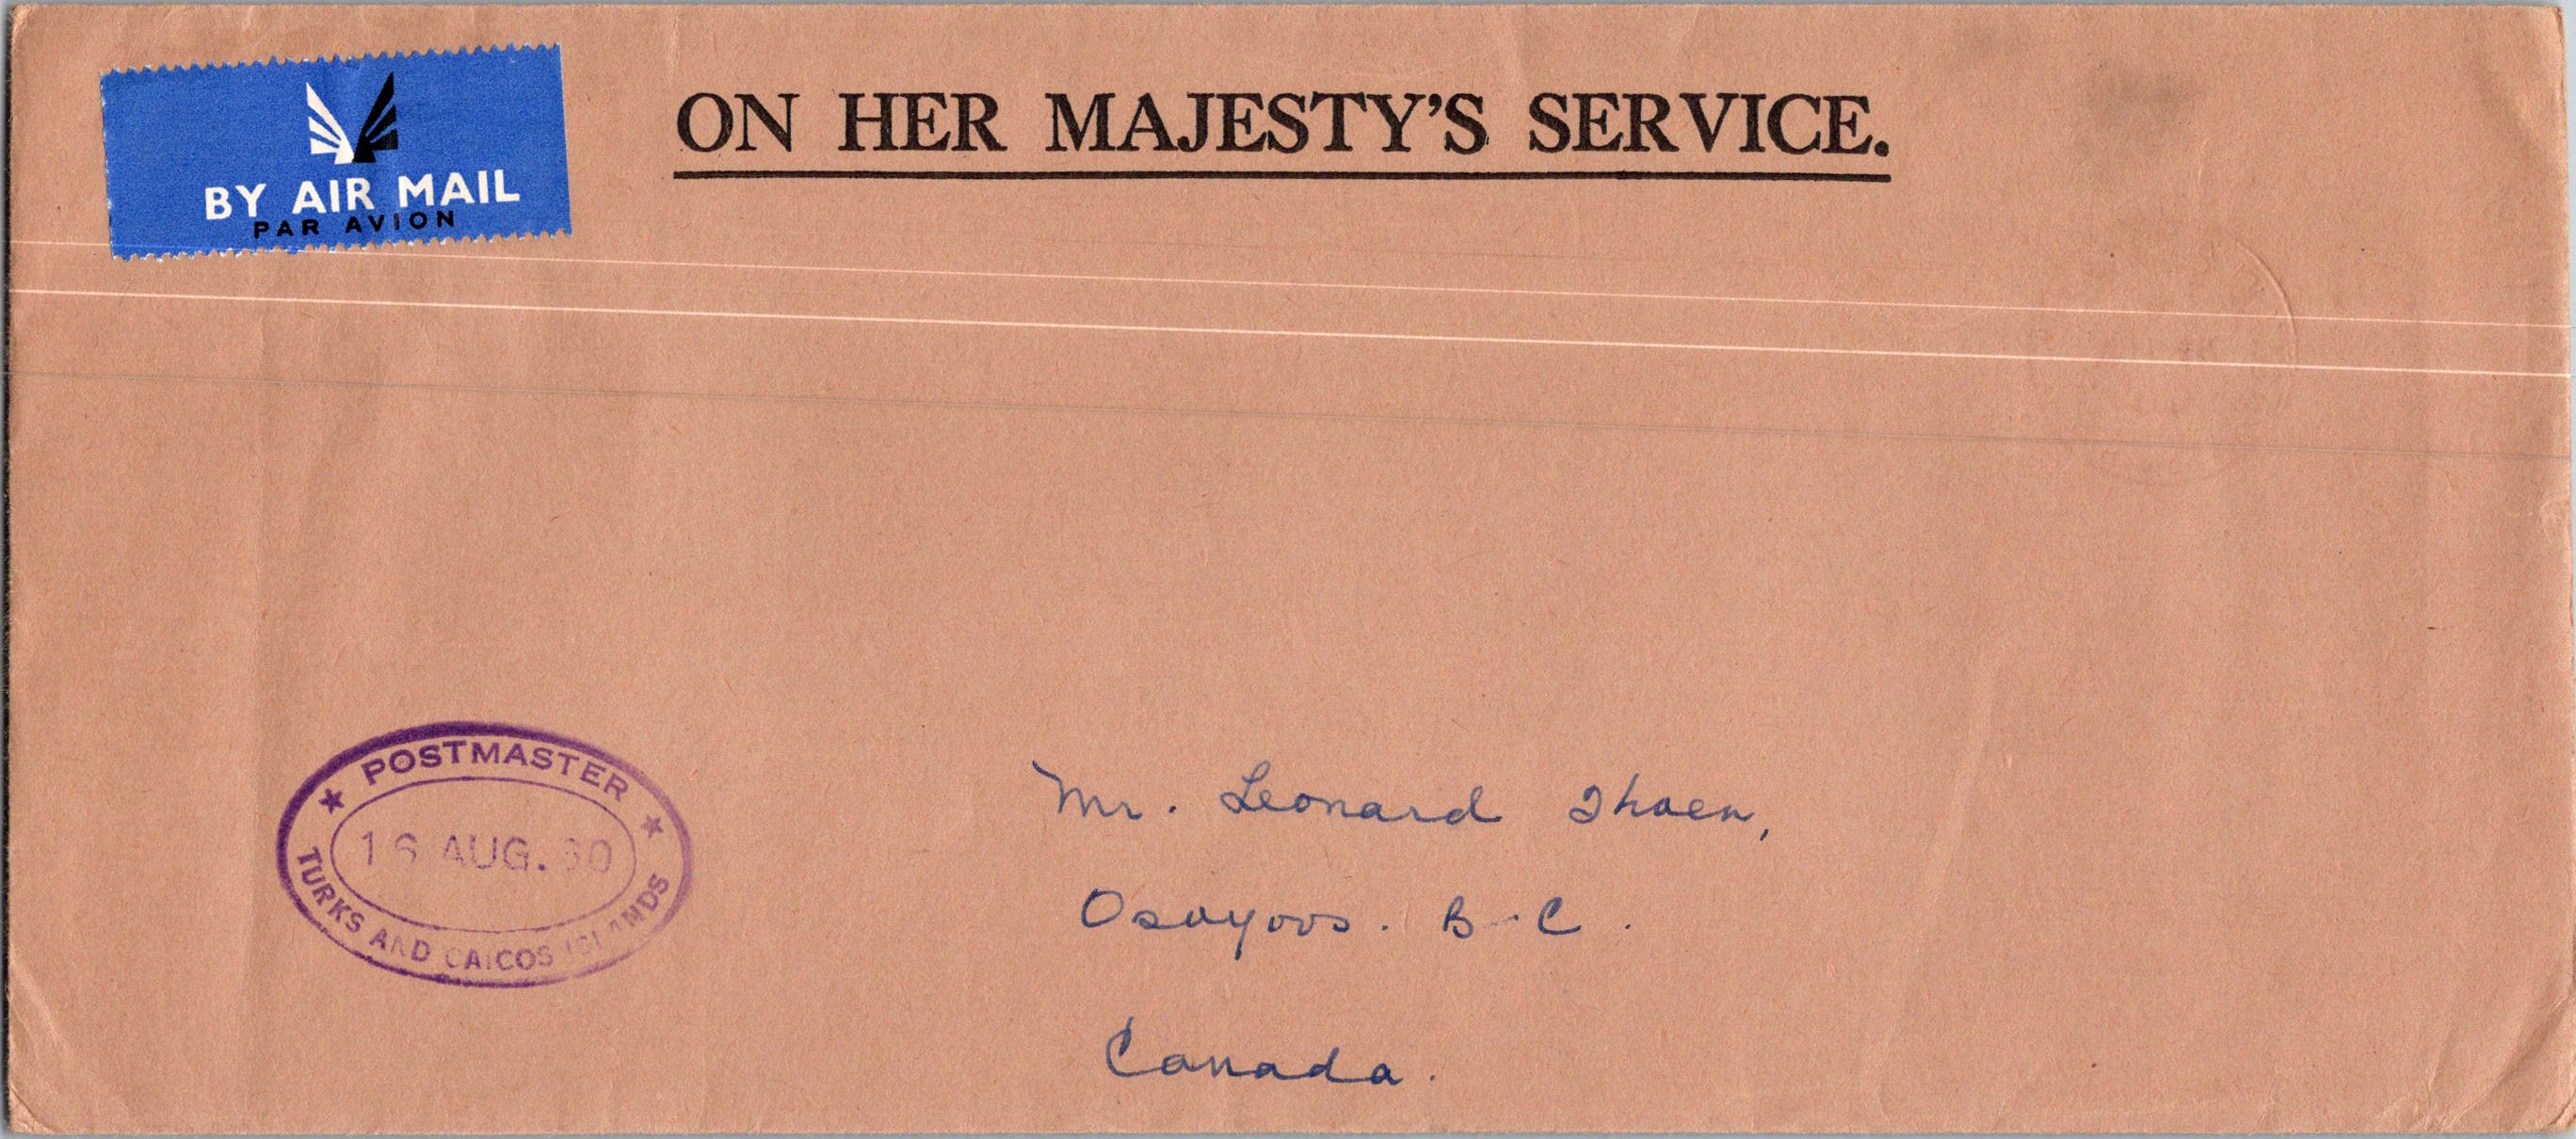 BY AIR MAIL
PAR AVION
ON HER MAJESTY'S SERVICE.
POSTMASTER
16 AUG. 60
TURKS AND CAICOS ISLANDS
Mr. Leonard Thoen,
Osoyoos. B.C.
Canada.